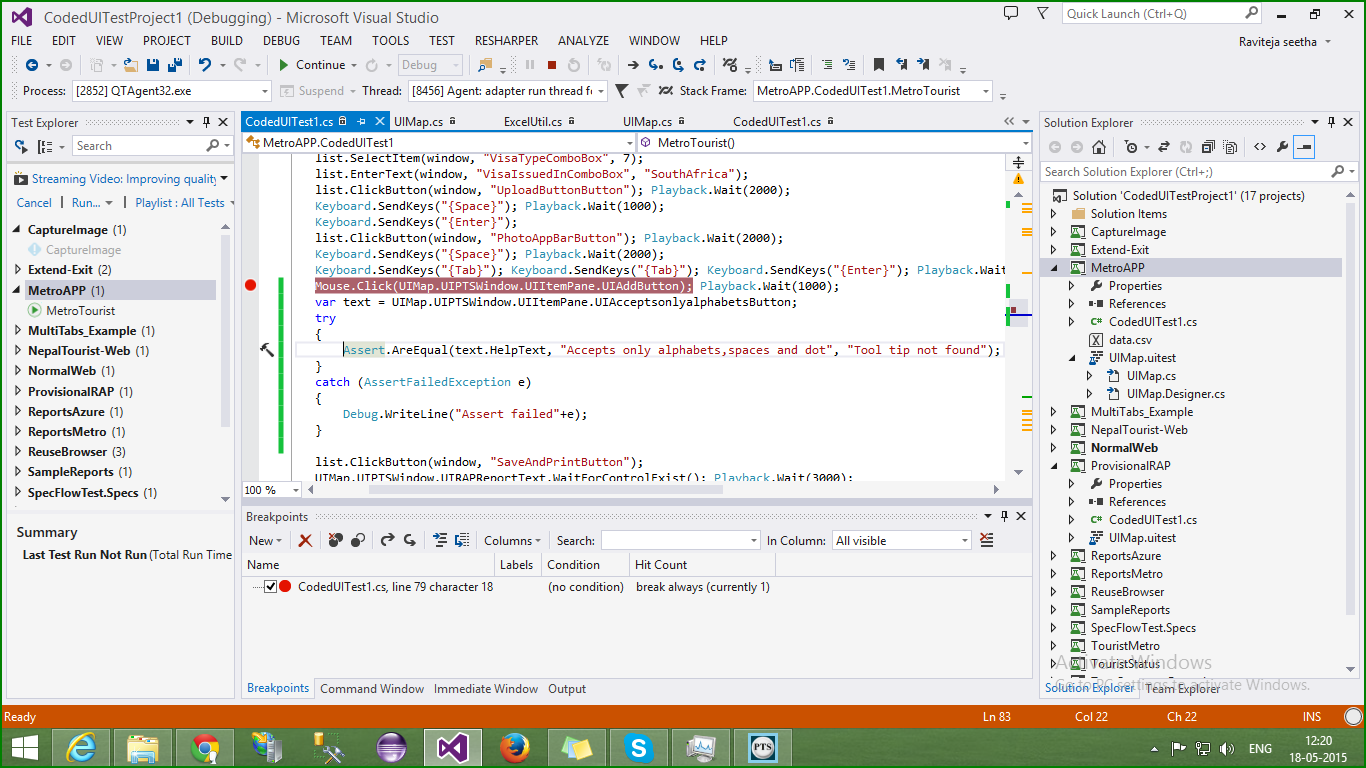 CodedUITestProject1 (Debugging) - Microsoft Visual Studio
Quick Launch (Ctrl+Q)
FILE EDIT VIEW PROJECT BUILD DEBUG TEAM TOOLS TEST RESHARPER ANALYZE WINDOW HELP
Raviteja seetha
Continue Debug
Process: [2852] QTAgent32.exe Suspend Thread: [8456] Agent: adapter run thread fo Stack Frame: MetroAPP.CodedUITest1.MetroTourist
Test Explorer
Search
Streaming Video: Improving quality
Cancel Run... Playlist : All Tests
CaptureImage (1)
CaptureImage
Extend-Exit (2)
MetroAPP (1)
MetroTourist
MultiTabs_Example (1)
NepalTourist-Web (1)
NormalWeb (1)
ProvisionalRAP (1)
ReportsAzure (1)
ReportsMetro (1)
ReuseBrowser (3)
SampleReports (1)
SpecFlowTest.Specs (1)
Summary
Last Test Run Not Run (Total Run Time
CodedUITest1.cs UIMap.cs ExcelUtil.cs UIMap.cs CodedUITest1.cs
MetroAPP.CodedUITest1 MetroTourist()
list.SelectItem(window, "VisaTypeComboBox", 7);
list.EnterText(window, "VisaIssuedInComboBox", "SouthAfrica");
list.ClickButton(window, "UploadButtonButton"); Playback.Wait(2000);
Keyboard.SendKeys("{Space}"); Playback.Wait(1000);
Keyboard.SendKeys("{Enter}");
list.ClickButton(window, "PhotoAppBarButton"); Playback.Wait(2000);
Keyboard.SendKeys("{Space}"); Playback.Wait(2000);
Keyboard.SendKeys("{Tab}"); Keyboard.SendKeys("{Tab}"); Keyboard.SendKeys("{Enter}"); Playback.Wait
Mouse.Click(UIMap.UIPTSWindow.UIItemPane.UIAddButton); Playback.Wait(1000);
var text = UIMap.UIPTSWindow.UIItemPane.UIAcceptsonlyalphabetsButton;
try
{
Assert.AreEqual(text.HelpText, "Accepts only alphabets,spaces and dot", "Tool tip not found");
}
catch (AssertFailedException e)
{
Debug.WriteLine("Assert failed"+e);
}
list.ClickButton(window, "SaveAndPrintButton");
UIMap.UIPTSWindow.UIRAPReportText.WaitForControlExist(); Playback.Wait(3000);
100 %
Breakpoints
New Columns Search: In Column: All visible
Name Labels Condition Hit Count
CodedUITest1.cs, line 79 character 18 (no condition) break always (currently 1)
Breakpoints Command Window Immediate Window Output
Solution Explorer
Search Solution Explorer (Ctrl+;)
Solution 'CodedUITestProject1' (17 projects)
Solution Items
CaptureImage
Extend-Exit
MetroAPP
Properties
References
C# CodedUITest1.cs
data.csv
UIMap.uitest
UIMap.cs
UIMap.Designer.cs
MultiTabs_Example
NepalTourist-Web
NormalWeb
ProvisionalRAP
Properties
References
C# CodedUITest1.cs
UIMap.uitest
ReportsAzure
ReportsMetro
ReuseBrowser
SampleReports
SpecFlowTest.Specs
TouristMetro
TouristStatus
Activate Windows
Go to PC settings to activate Windows.
Solution Explorer Team Explorer
Ready Ln 83 Col 22 Ch 22 INS
PTS
ENG
12:20
18-05-2015